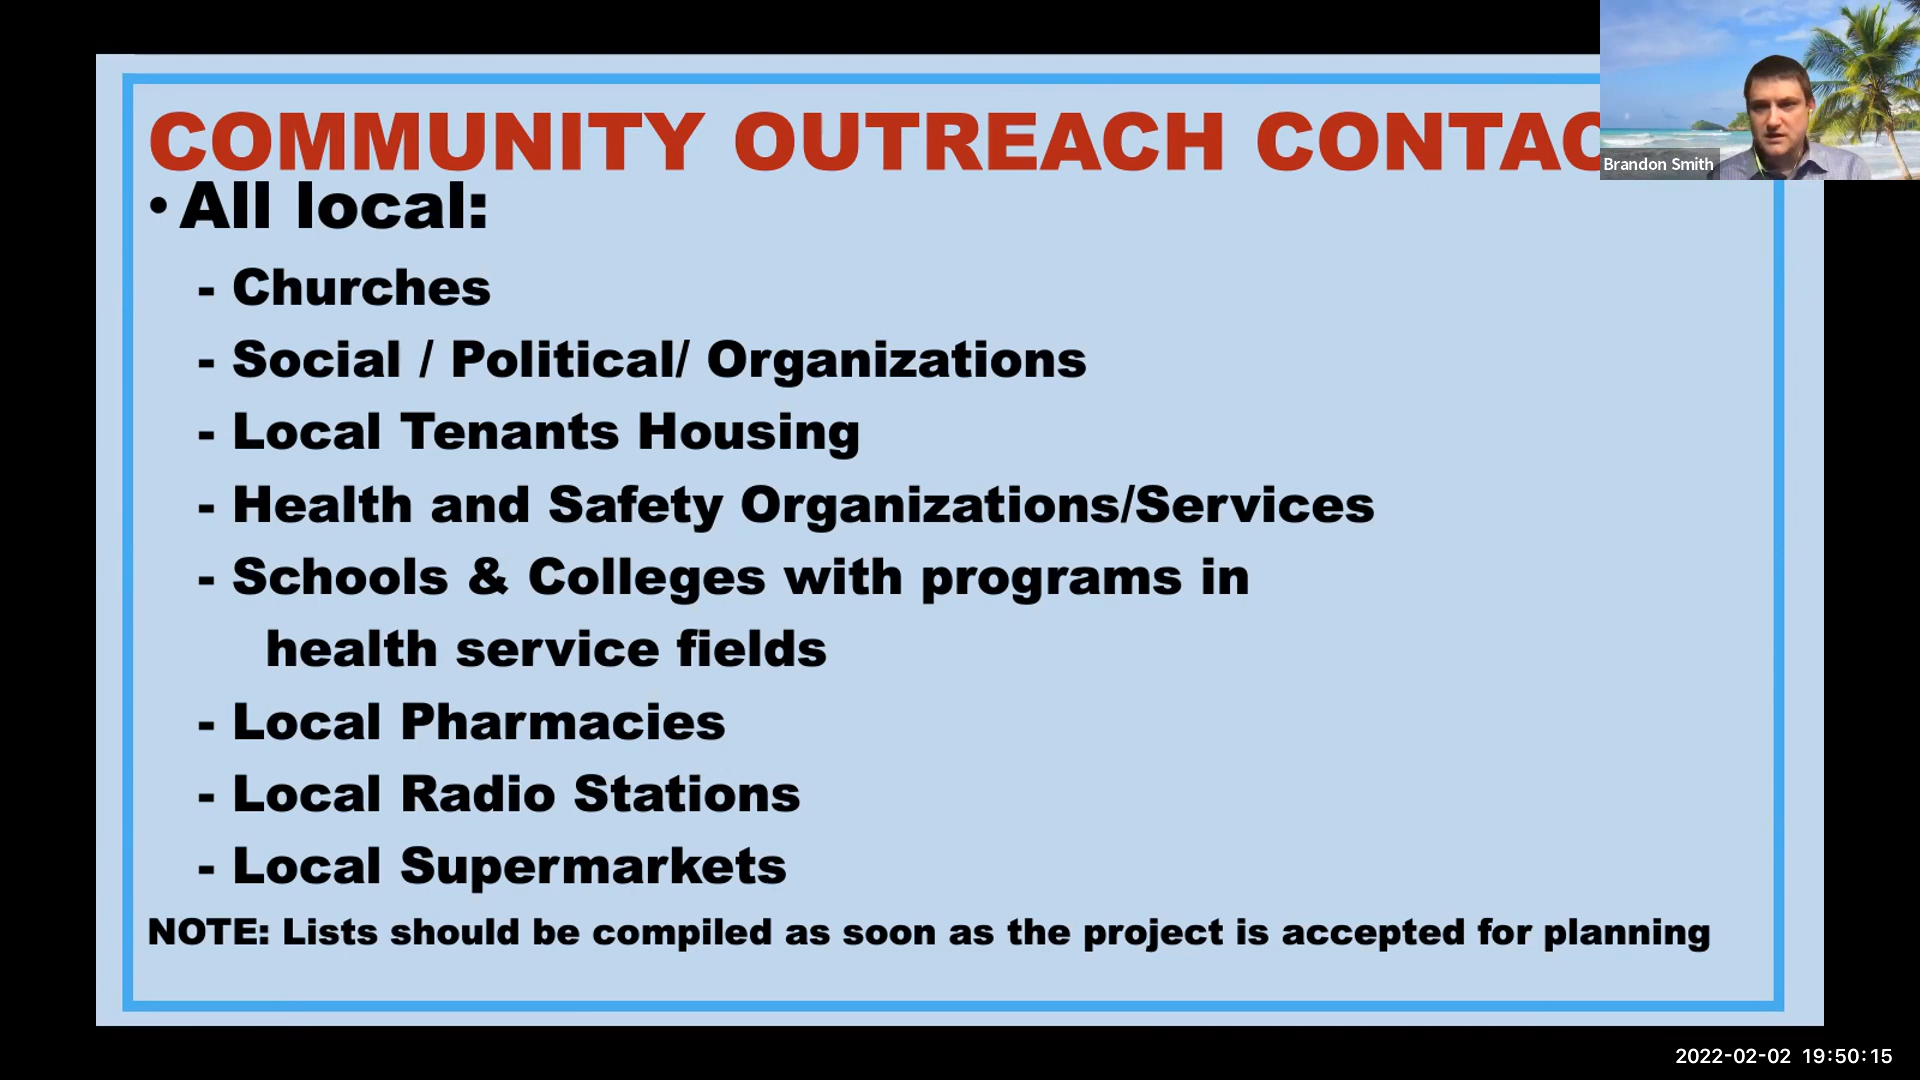 COMMUNITY OUTREACH
Brandon Smith
• All local:
- Churches
- Social / Political/ Organizations
- Local Tenants Housing
- Health and Safety Organizations/Services
- Schools & Colleges with programs in
health service fields
- Local Pharmacies
- Local Radio Stations
- Local Supermarkets
NOTE: Lists should be compiled as soon as the project is accepted for planning
2022-02-02 19:50:15